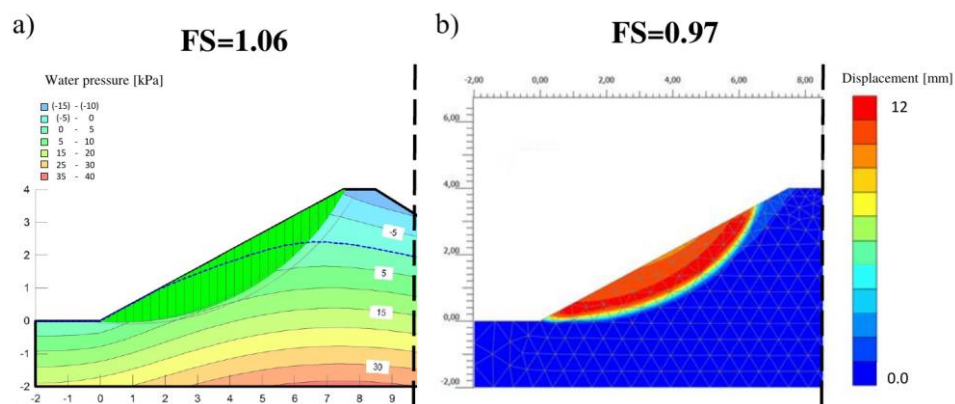 a)
FS=1.06
Water pressure [kPa]
(-15) - (-10)
(-5) - 0
0 - 5
5 - 10
15 - 20
25 - 30
35 - 40
4
3
2
1
0
-1
-2
-5
5
15
30
-2 -1 0 1 2 3 4 5 6 7 8 9
b)
FS=0.97
-2,00 0,00 2,00 4,00 6,00 8,00
6,00
4,00
2,00
0,00
-2,00
Displacement [mm]
12
0.0